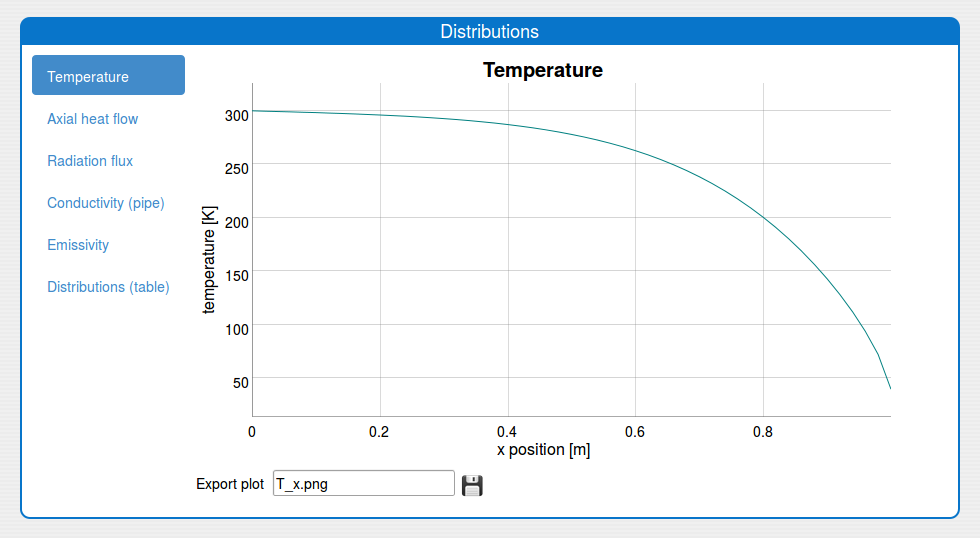 Distributions
Temperature
Axial heat flow
Radiation flux
Conductivity (pipe)
Emissivity
Distributions (table)
Temperature
temperature [K]
300
250
200
150
100
50
0 0.2 0.4 0.6 0.8
x position [m]
Export plot T_x.png